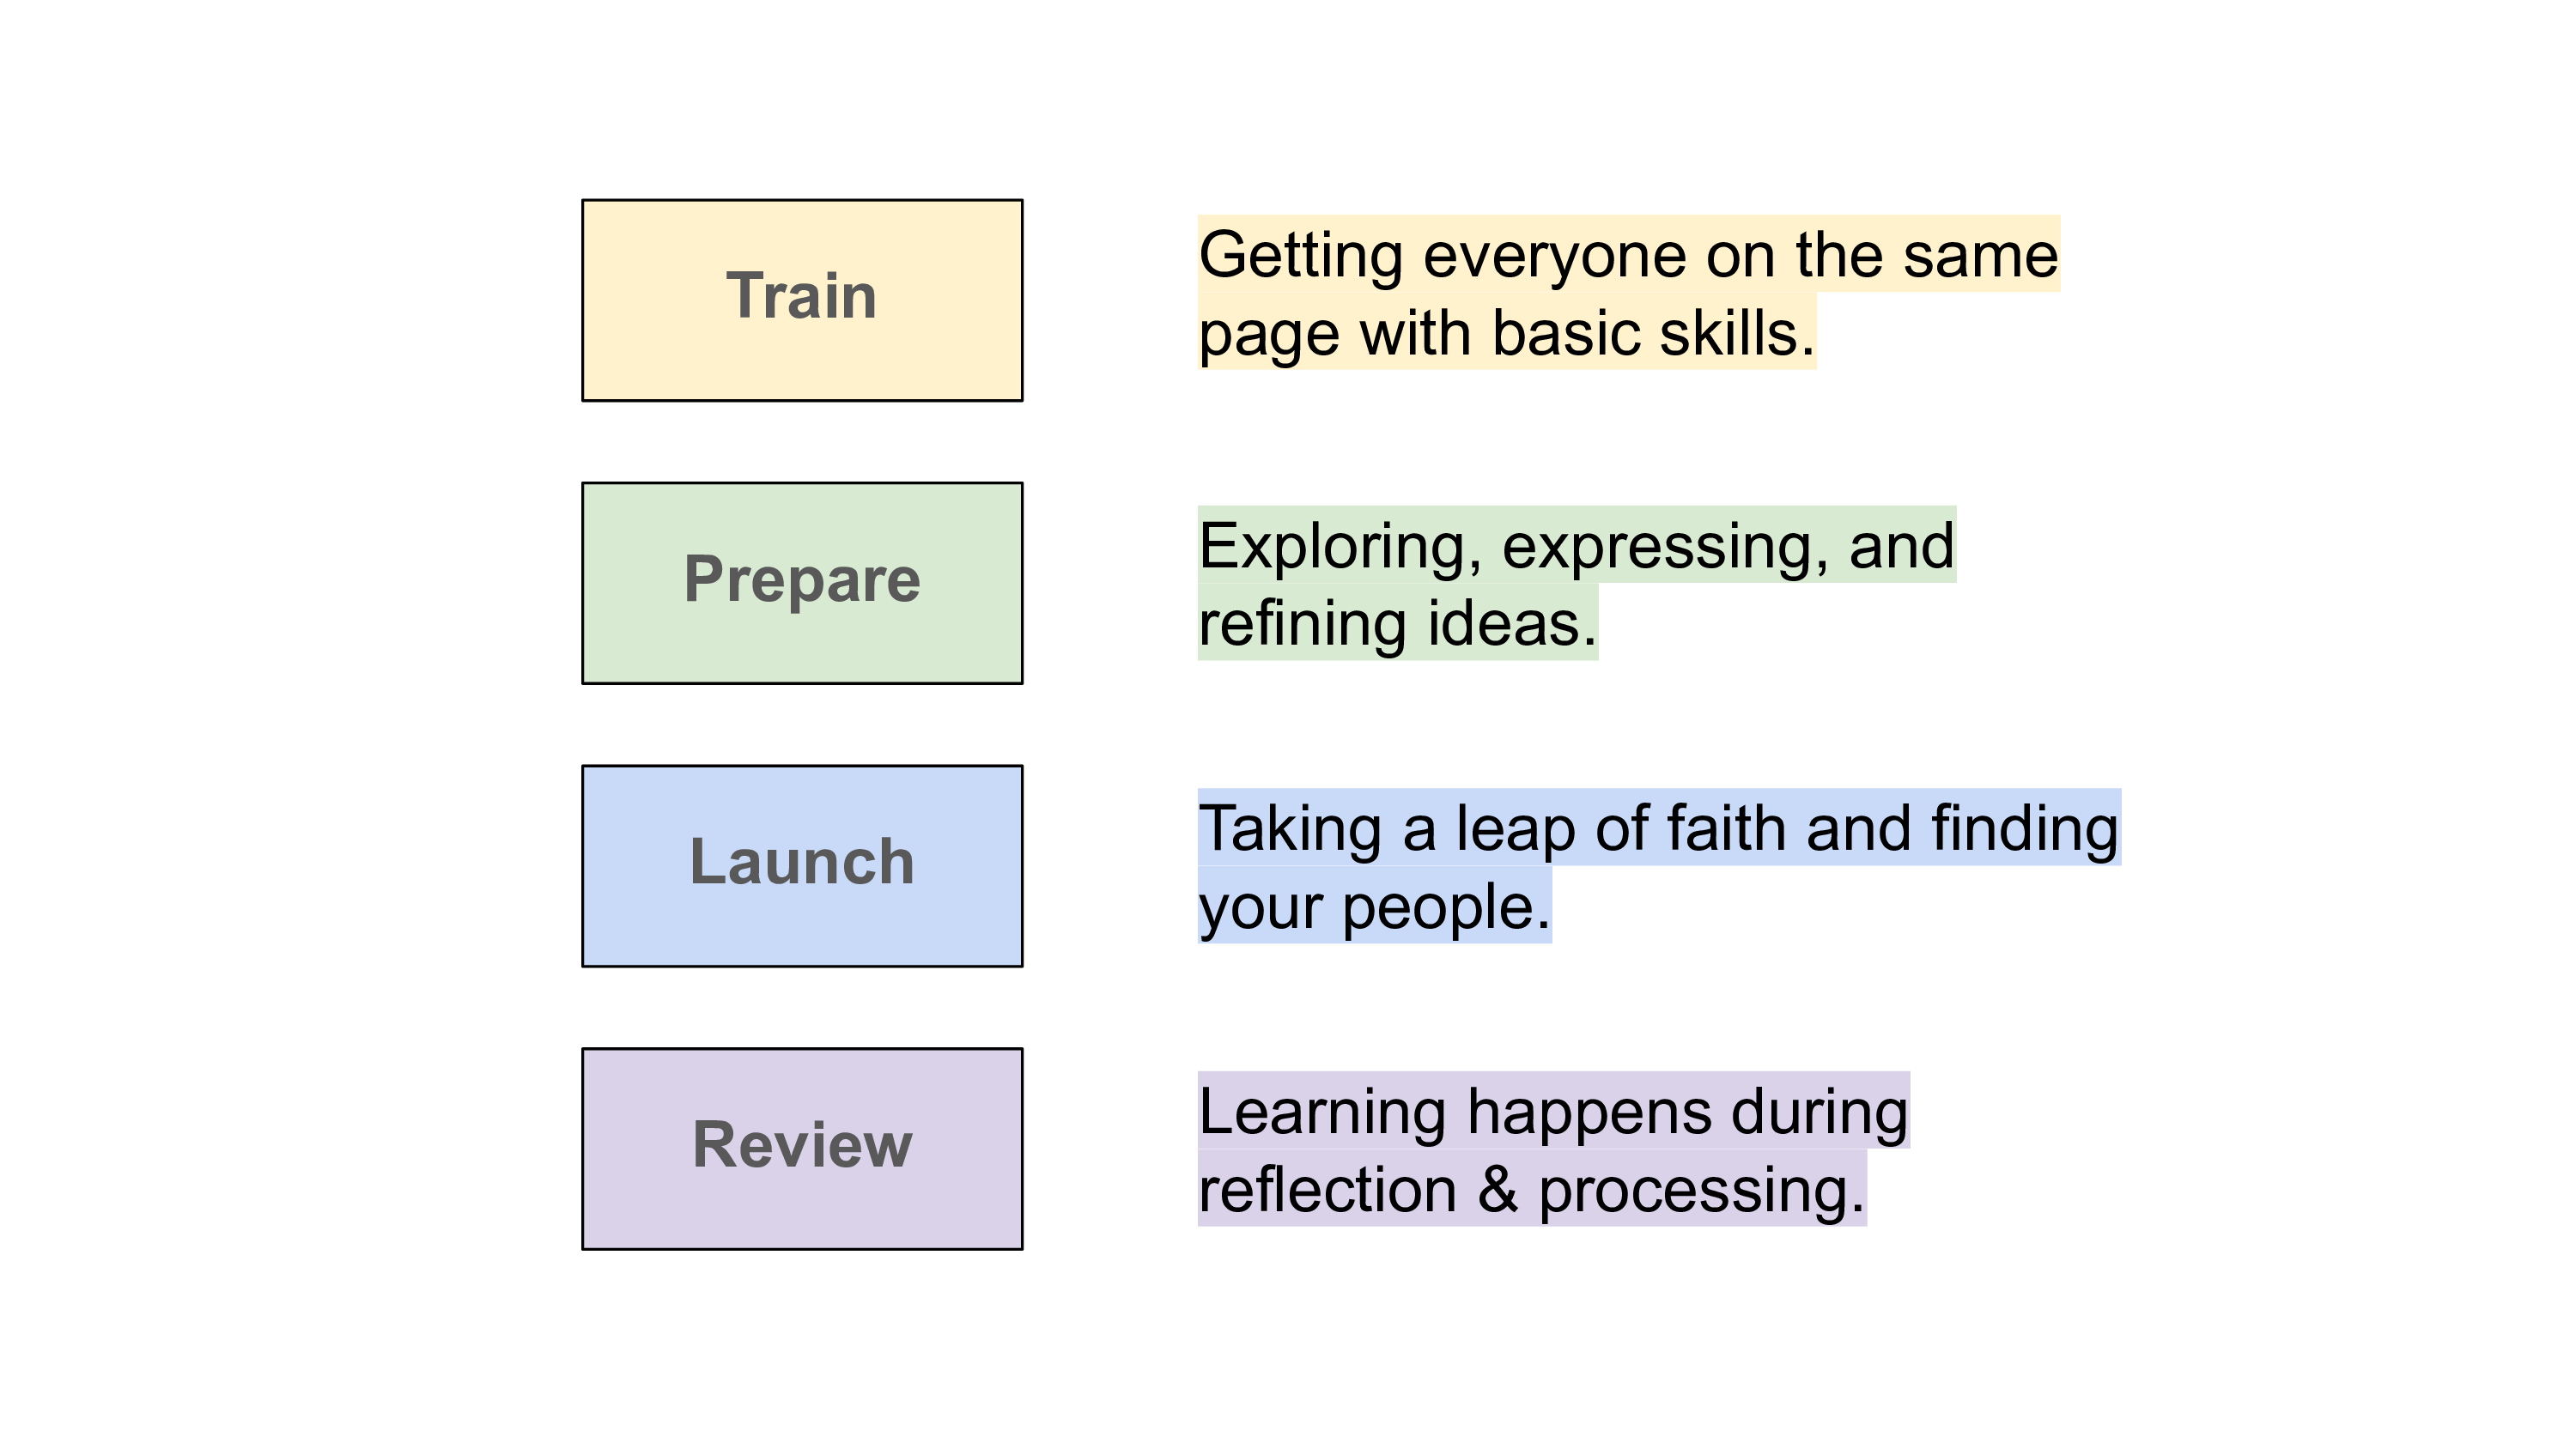 Train
Getting everyone on the same
page with basic skills.
Prepare
Exploring, expressing, and
refining ideas.
Launch
Taking a leap of faith and finding
your people.
Review
Learning happens during
reflection & processing.